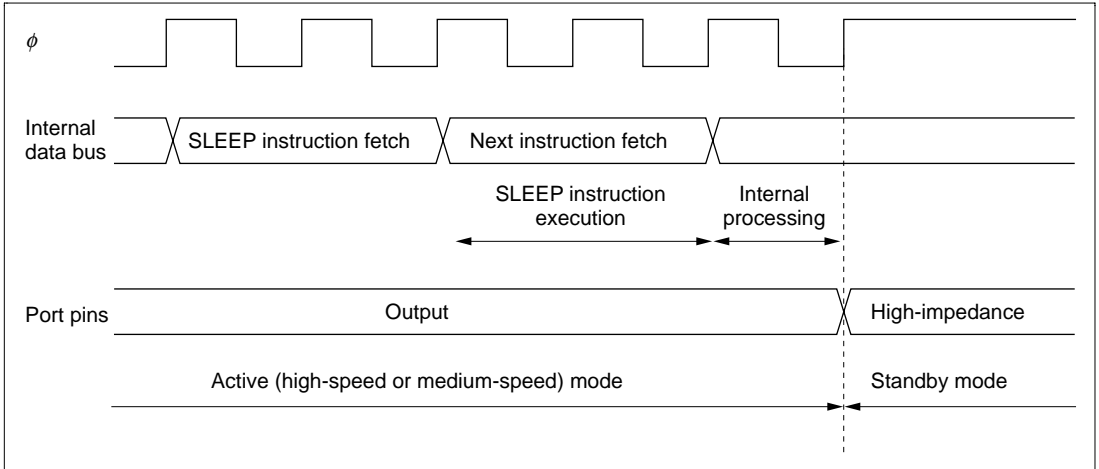 ϕ
Internal
data bus
SLEEP instruction fetch
Next instruction fetch
SLEEP instruction
execution
Internal
processing
Port pins
Output
High-impedance
Active (high-speed or medium-speed) mode
Standby mode